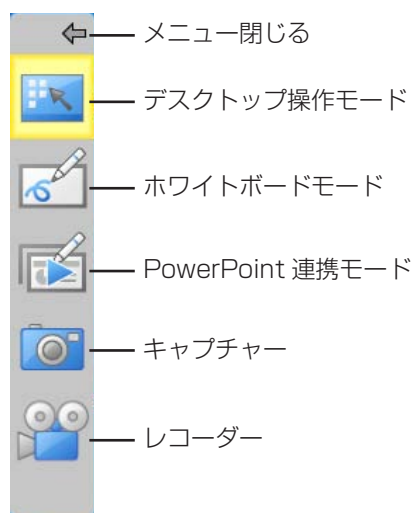 メニュー閉じる
デスクトップ操作モード
ホワイトボードモード
PowerPoint 連携モード
キャプチャー
レコーダー